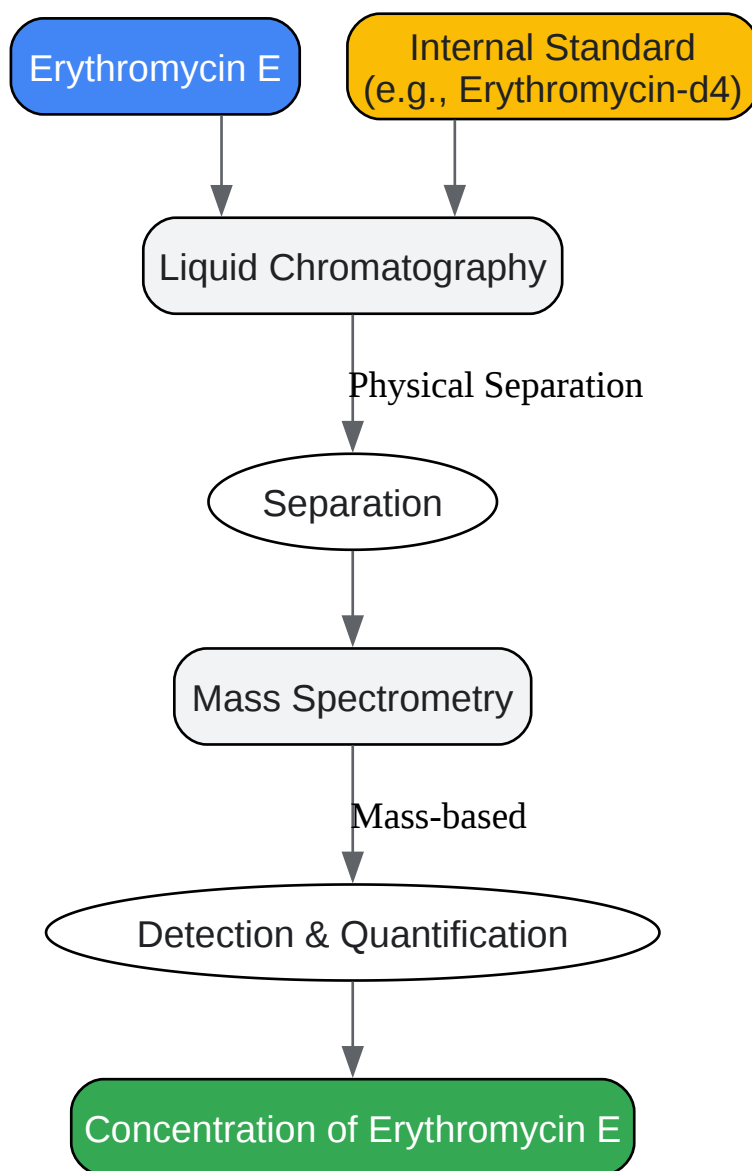 Erythromycin E
Internal Standard
(e.g., Erythromycin-d4)
Liquid Chromatography
Physical Separation
Separation
Mass Spectrometry
Mass-based
Detection & Quantification
Concentration of Erythromycin E